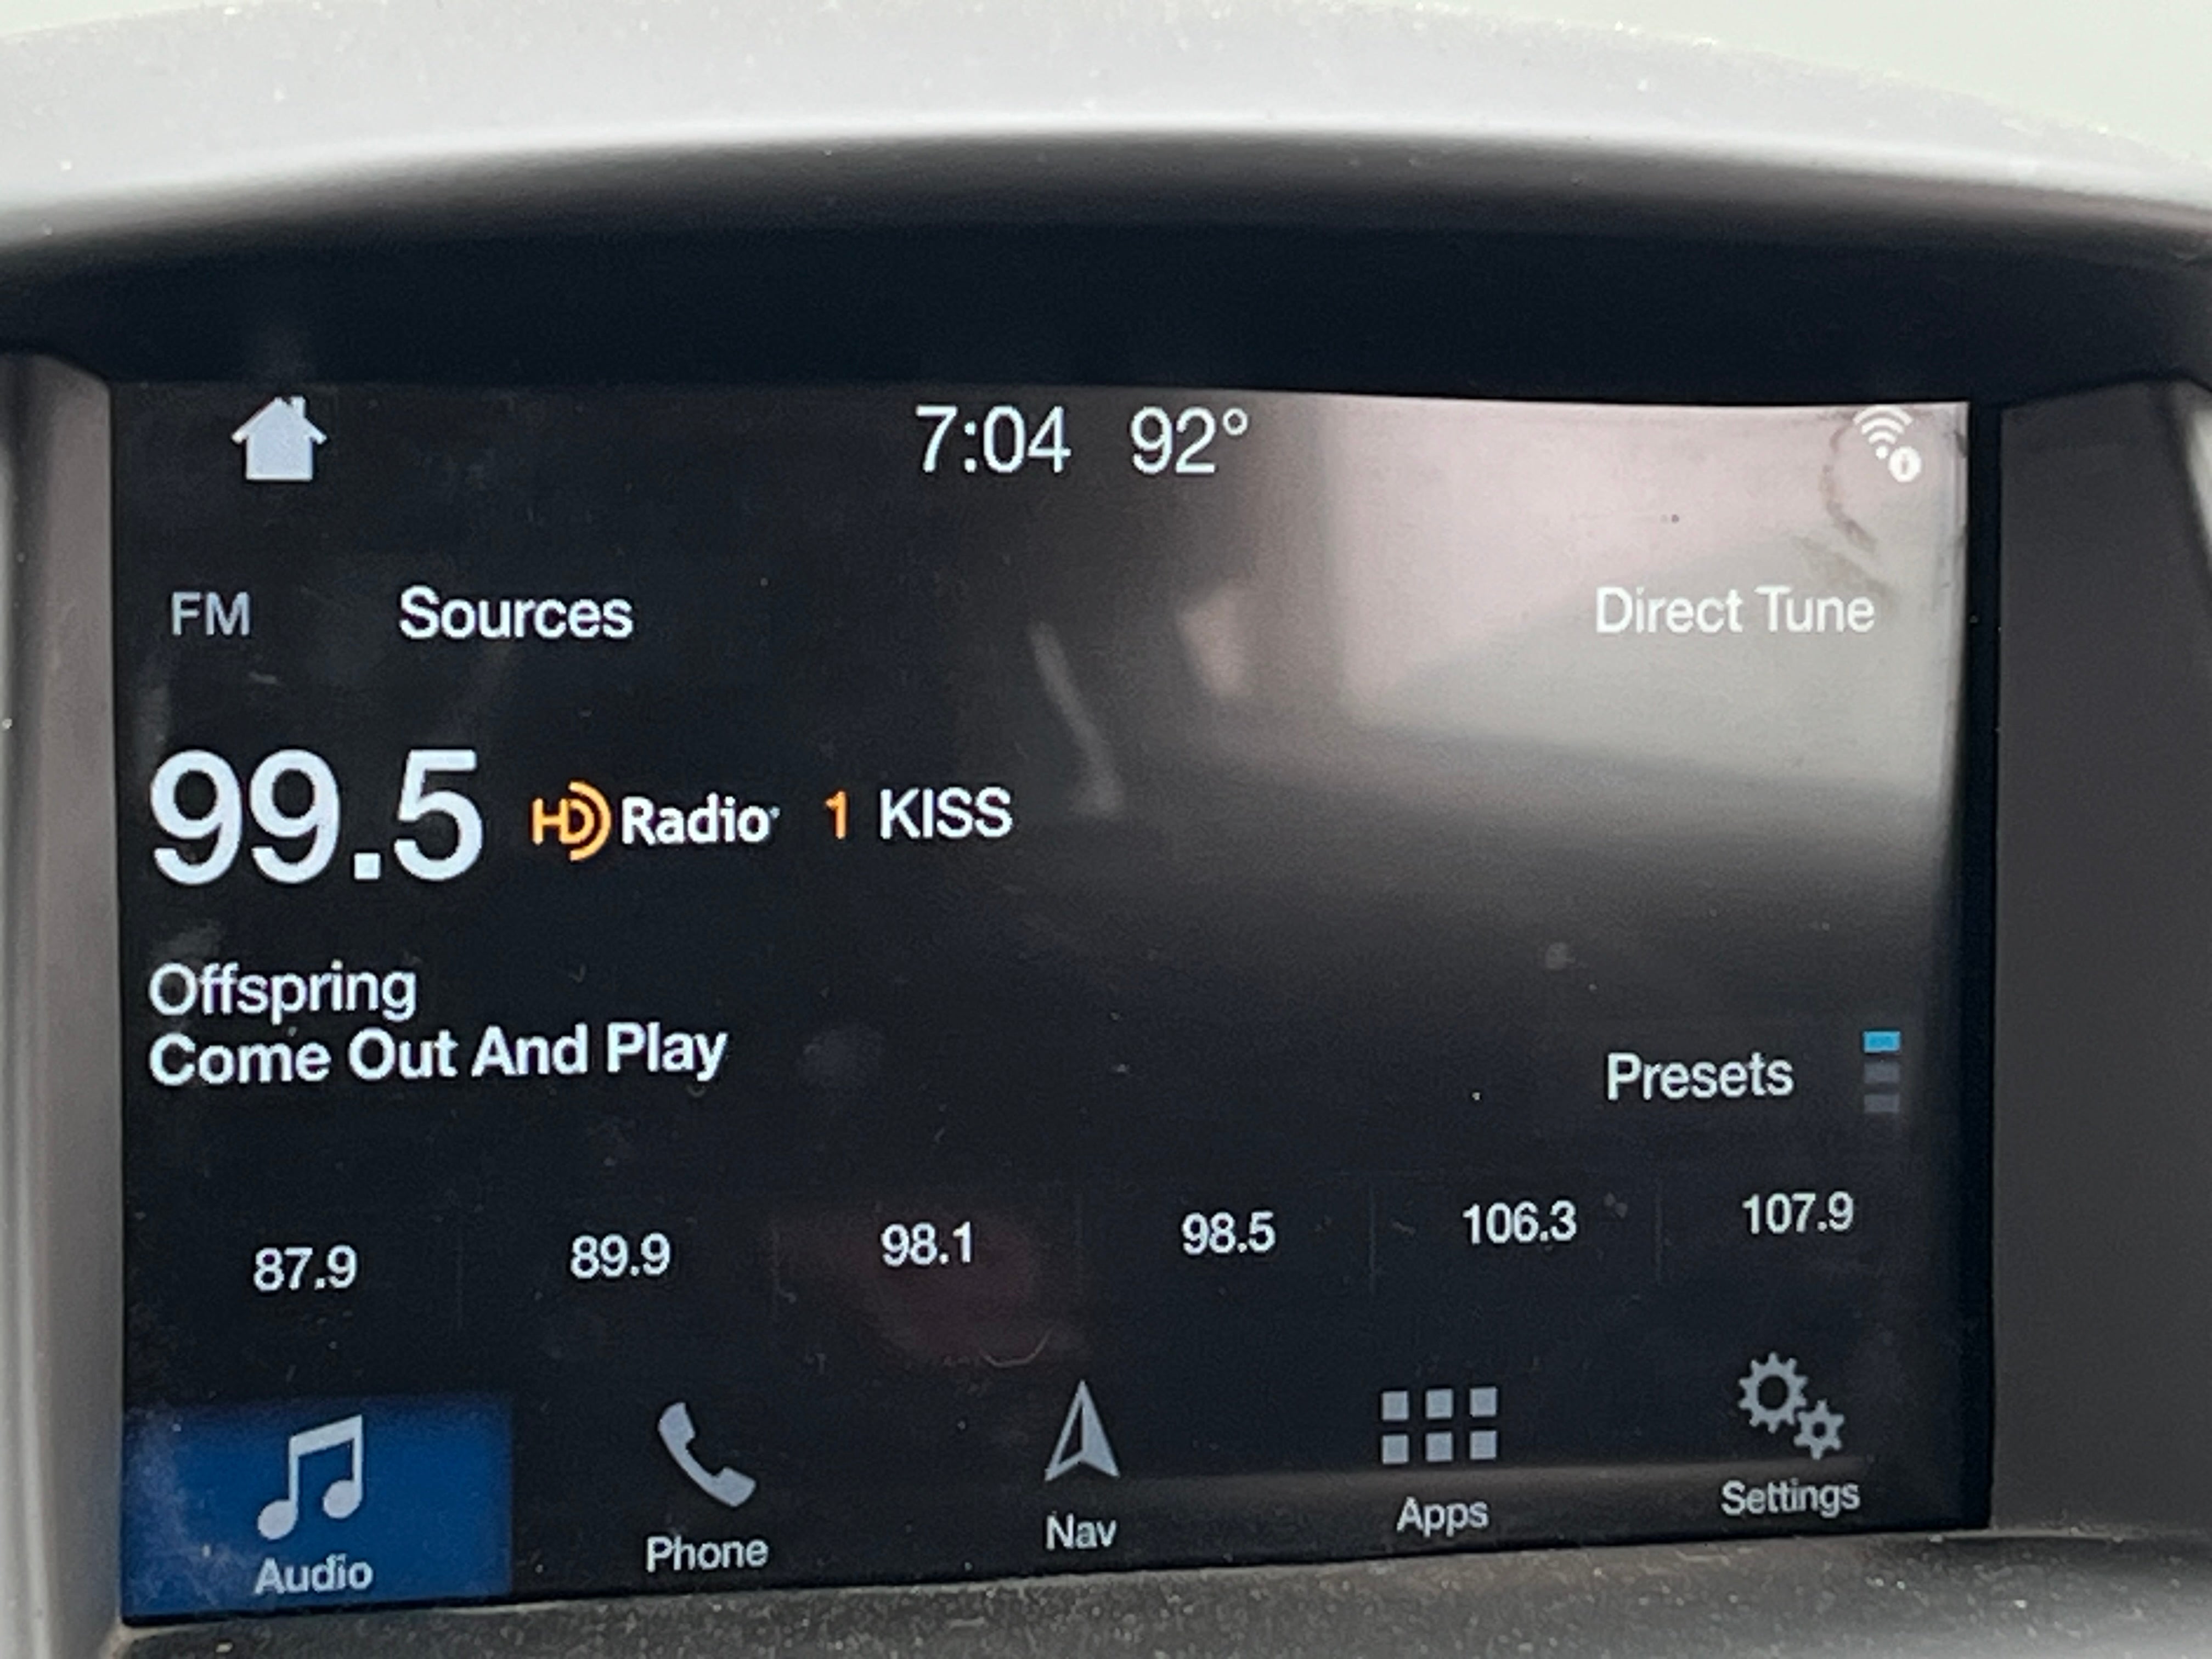 7:04 92°
FM Sources Direct Tune
99.5 HD Radio 1 KISS
Offspring
Come Out And Play
Presets
87.9 89.9 98.1 98.5 106.3 107.9
Audio Phone Nav Apps Settings